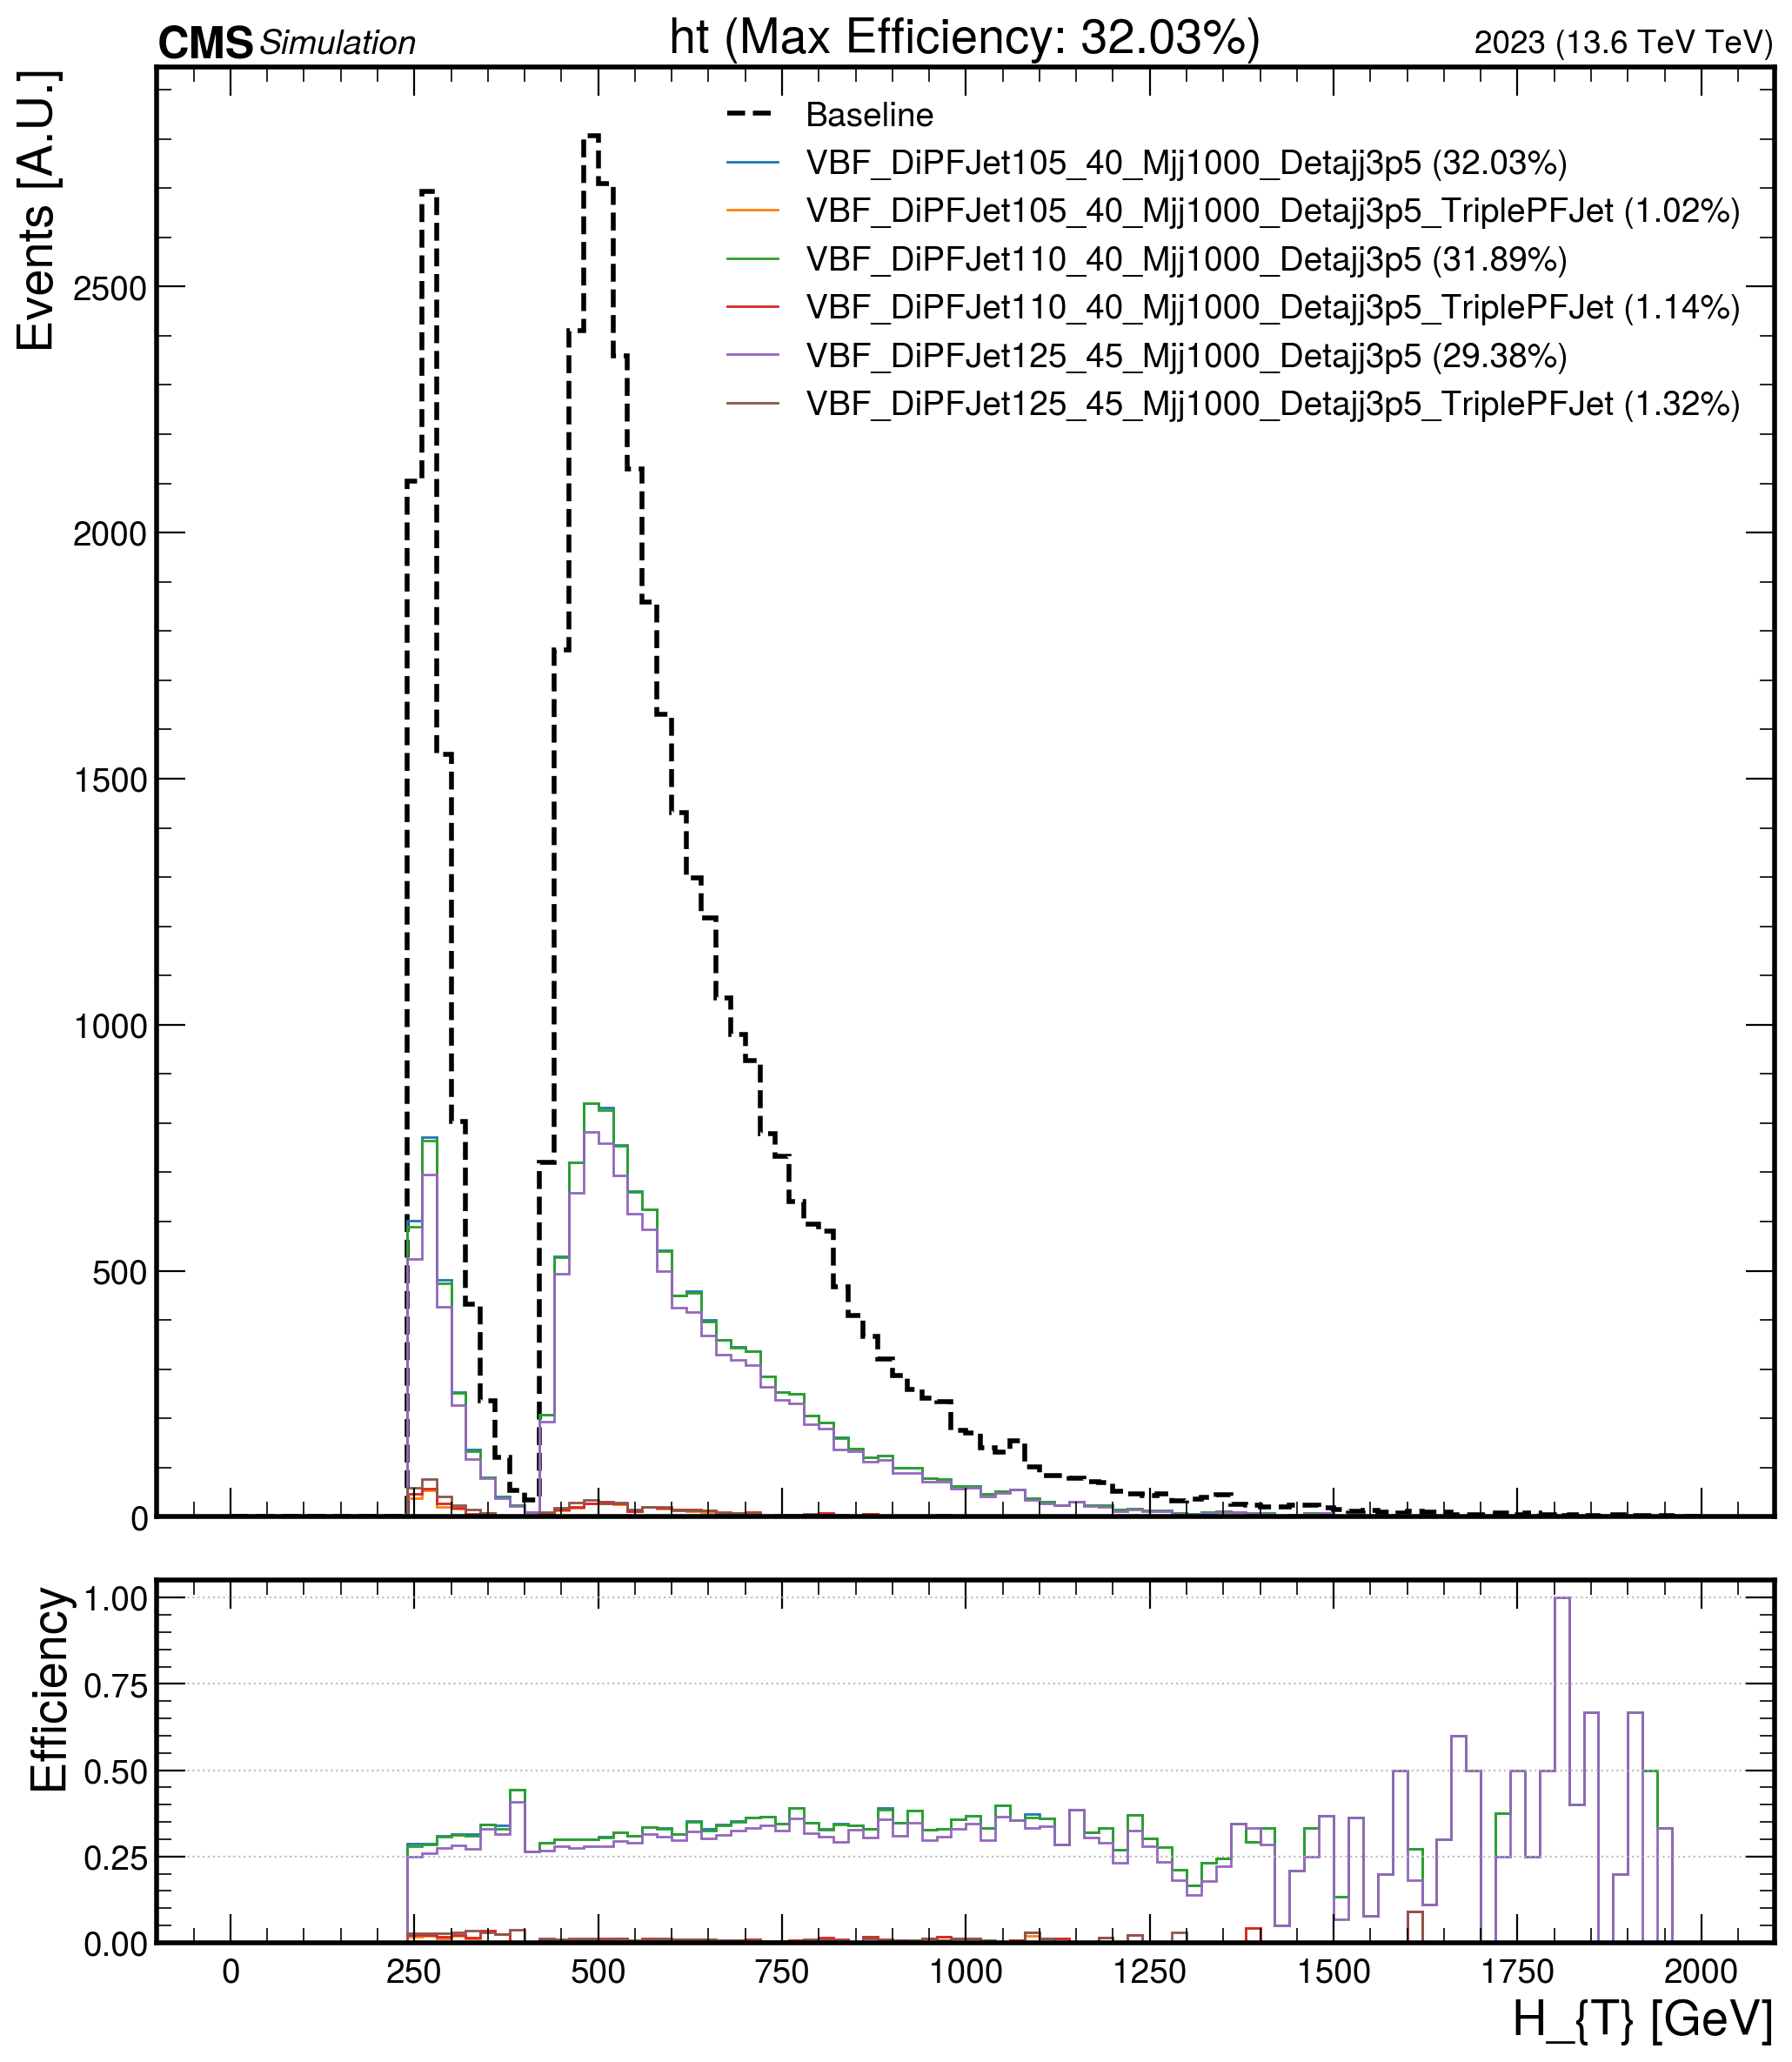 CMS Simulation ht (Max Efficiency: 32.03%) 2023 (13.6 TeV TeV)
Events [A.U.]
Baseline
VBF_DiPFJet105_40_Mjj1000_Detajj3p5 (32.03%)
VBF_DiPFJet105_40_Mjj1000_Detajj3p5_TriplePFJet (1.02%)
VBF_DiPFJet110_40_Mjj1000_Detajj3p5 (31.89%)
VBF_DiPFJet110_40_Mjj1000_Detajj3p5_TriplePFJet (1.14%)
VBF_DiPFJet125_45_Mjj1000_Detajj3p5 (29.38%)
VBF_DiPFJet125_45_Mjj1000_Detajj3p5_TriplePFJet (1.32%)
2500
2000
1500
1000
500
0
Efficiency
1.00
0.75
0.50
0.25
0.00
0 250 500 750 1000 1250 1500 1750 2000
H_{T} [GeV]